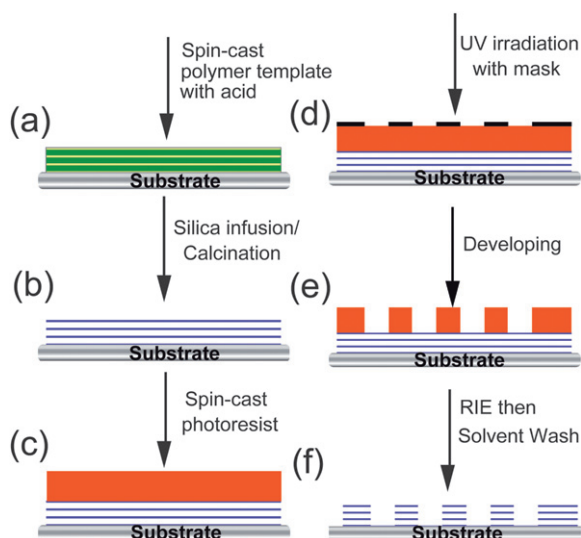 Spin-cast
polymer template
with acid
(a)
Substrate
Silica infusion/
Calcination
(b)
Substrate
Spin-cast
photoresist
(c)
Substrate
UV irradiation
with mask
(d)
Substrate
Developing
(e)
Substrate
RIE then
Solvent Wash
(f)
Substrate